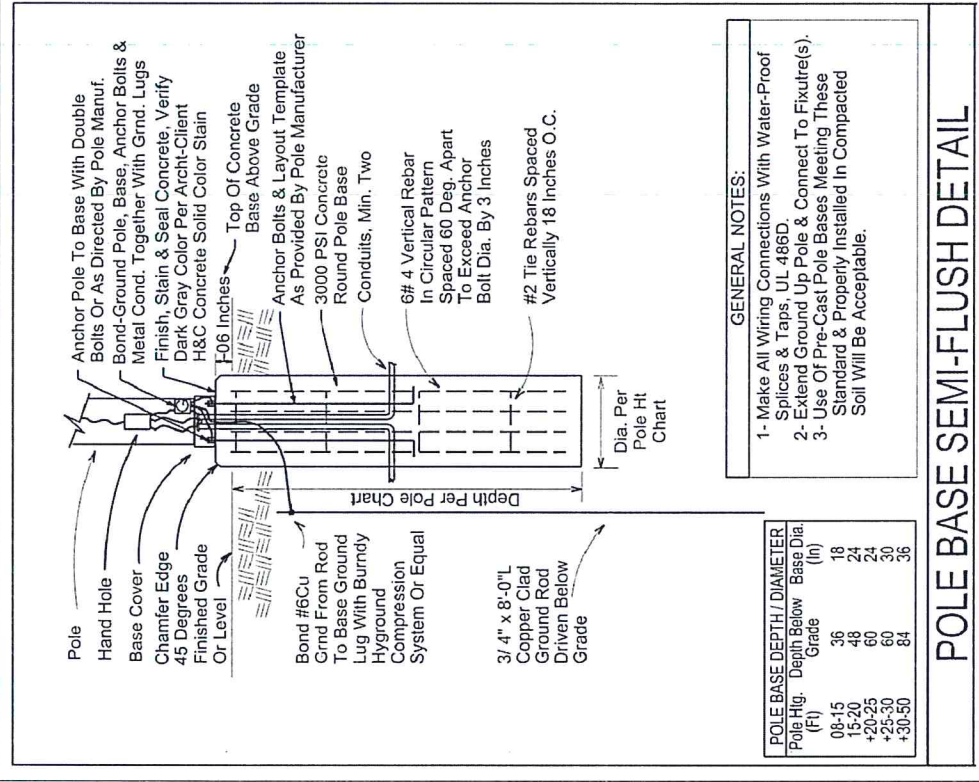 Pole
Hand Hole
Base Cover
Chamfer Edge
45 Degrees
Finished Grade
Or Level
Bond #6Cu
Grnd From Rod
To Base Ground
Lug With Burndy
Hyground
Compression
System Or Equal
3/ 4" x 8'-0"L
Copper Clad
Ground Rod
Driven Below
Grade
Anchor Pole To Base With Double
Bolts Or As Directed By Pole Manuf.
Bond-Ground Pole, Base, Anchor Bolts &
Metal Cond. Together With Grnd. Lugs
Finish, Stain & Seal Concrete, Verify
Dark Gray Color Per Archt-Client
H&C Concrete Solid Color Stain
06 Inches
Top Of Concrete
Base Above Grade
Anchor Bolts & Layout Template
As Provided By Pole Manufacturer
3000 PSI Concrete
Round Pole Base
Conduits, Min. Two
6# 4 Vertical Rebar
In Circular Pattern
Spaced 60 Deg. Apart
To Exceed Anchor
Bolt Dia. By 3 Inches
#2 Tie Rebars Spaced
Vertically 18 Inches O.C.
G
Depth Per Pole Chart
Dia. Per
Pole Ht
Chart
POLE BASE DEPTH / DIAMETER
Pole Htg. Depth Below Base Dia.
(Ft) Grade (In)
08-15 36 18
15-20 48 24
+20-25 60 24
+25-30 60 30
+30-50 84 36
GENERAL NOTES:
1- Make All Wiring Connections With Water-Proof
Splices & Taps, UL 486D.
2- Extend Ground Up Pole & Connect To Fixutre(s).
3- Use Of Pre-Cast Pole Bases Meeting These
Standard & Properly Installed In Compacted
Soil Will Be Acceptable.
POLE BASE SEMI-FLUSH DETAIL